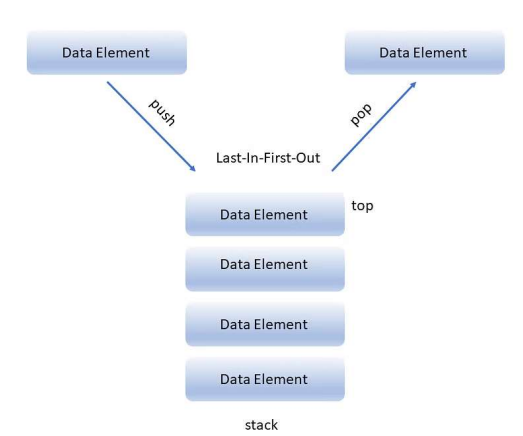 Data Element
Data Element
push
pop
Last-In-First-Out
Data Element
top
Data Element
Data Element
Data Element
stack